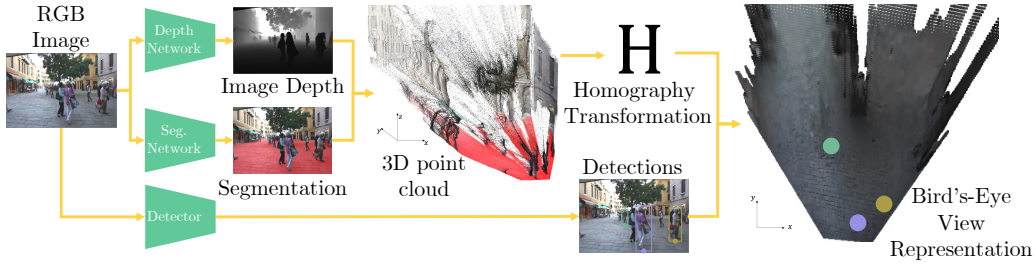 RGB
Image
Depth
Network
Image Depth
Seg.
Network
Segmentation
Detector
z
y
x
3D point
cloud
H
Homography
Transformation
Detections
y
x
Bird's-Eye
View
Representation